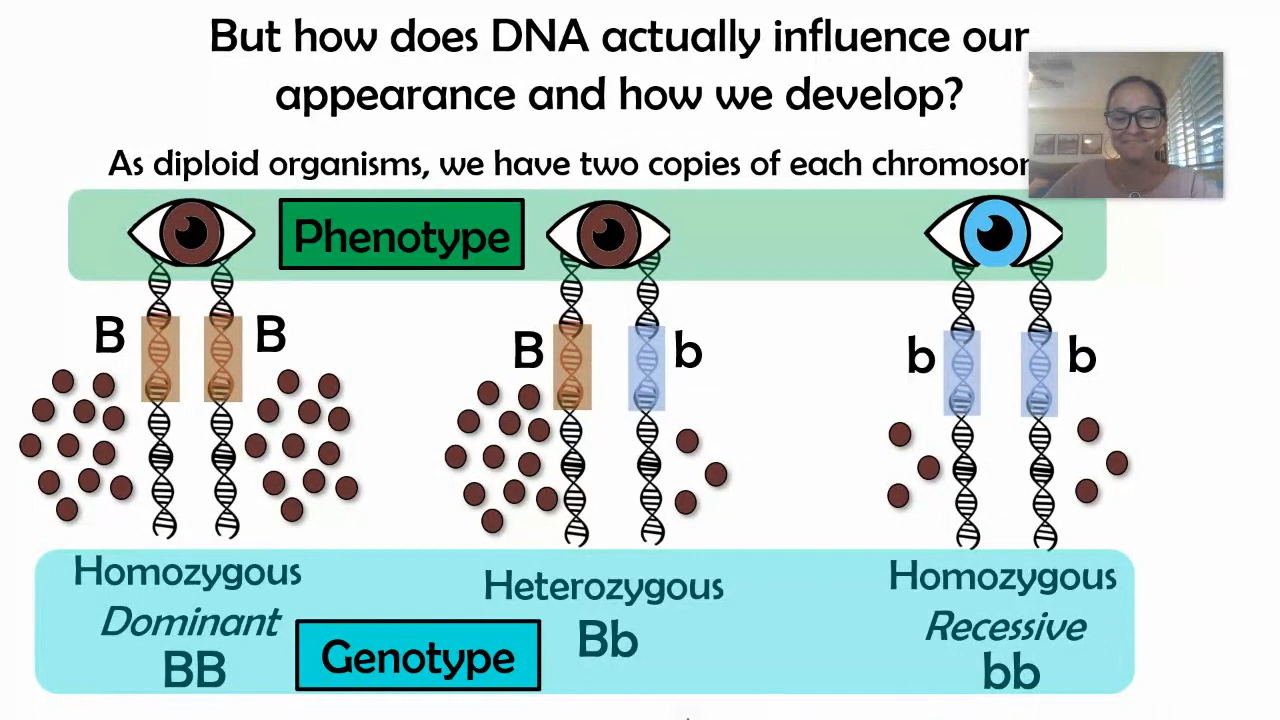 But how does DNA actually influence our
appearance and how we develop?
As diploid organisms, we have two copies of each
Phenotype
B B
B b
b b
Homozygous
Dominant
BB
Genotype
Heterozygous
Bb
Homozygous
Recessive
bb